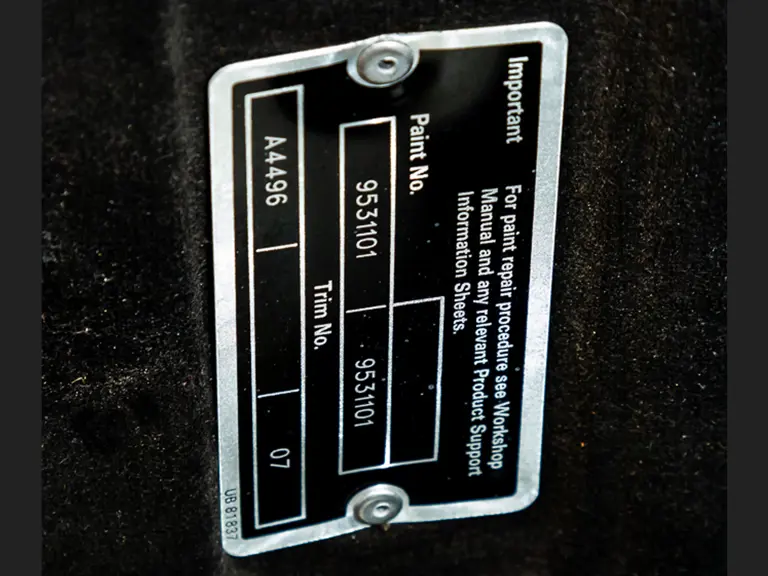 Important
For paint repair procedure see Workshop
Manual and any relevant Product Support
Information Sheets.
Paint No.
9531101 9531101
Trim No.
A4496 07
UB 81837